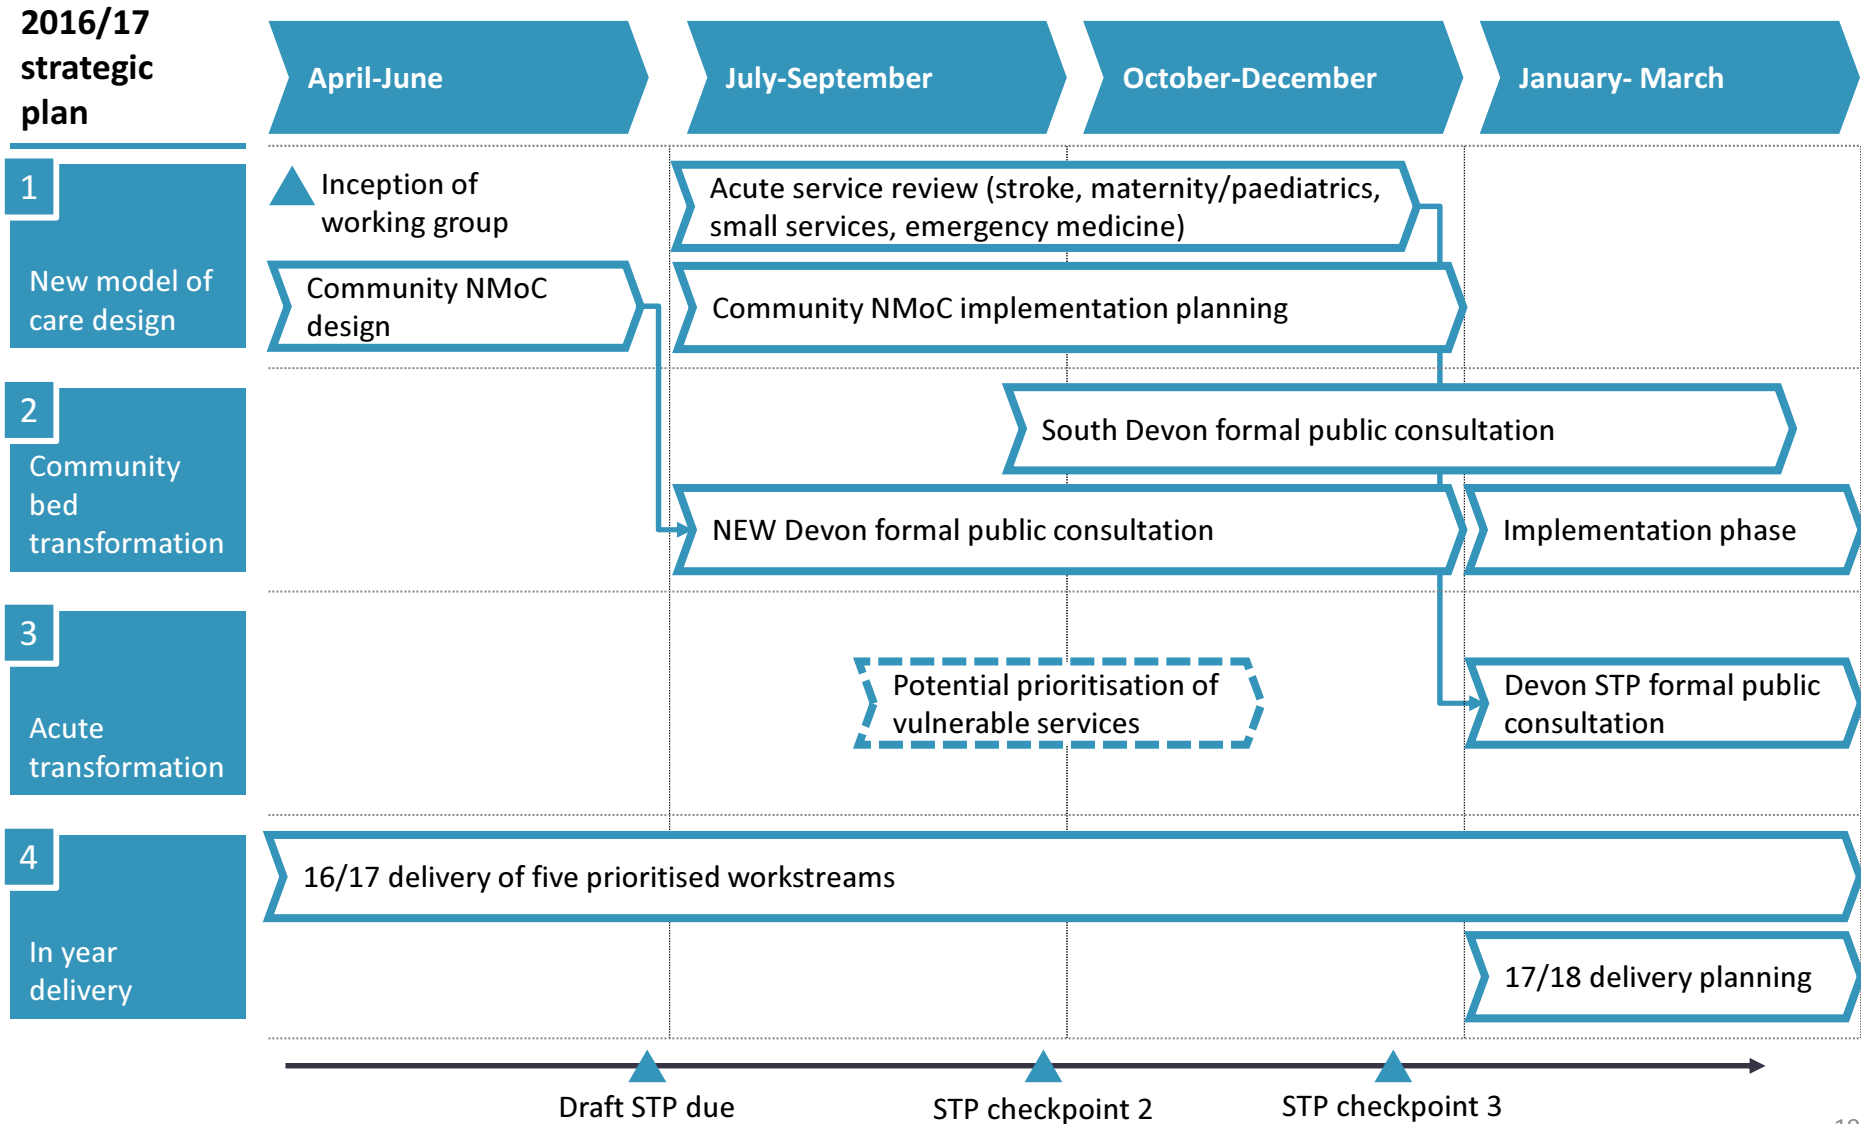 2016/17
strategic
plan
April-June
July-September
October-December
January- March
1
New model of
care design
Inception of
working group
Acute service review (stroke, maternity/paediatrics,
small services, emergency medicine)
Community NMoC
design
Community NMoC implementation planning
2
Community
bed
transformation
South Devon formal public consultation
NEW Devon formal public consultation
Implementation phase
3
Acute
transformation
Potential prioritisation of
vulnerable services
Devon STP formal public
consultation
4
In year
delivery
16/17 delivery of five prioritised workstreams
17/18 delivery planning
Draft STP due
STP checkpoint 2
STP checkpoint 3